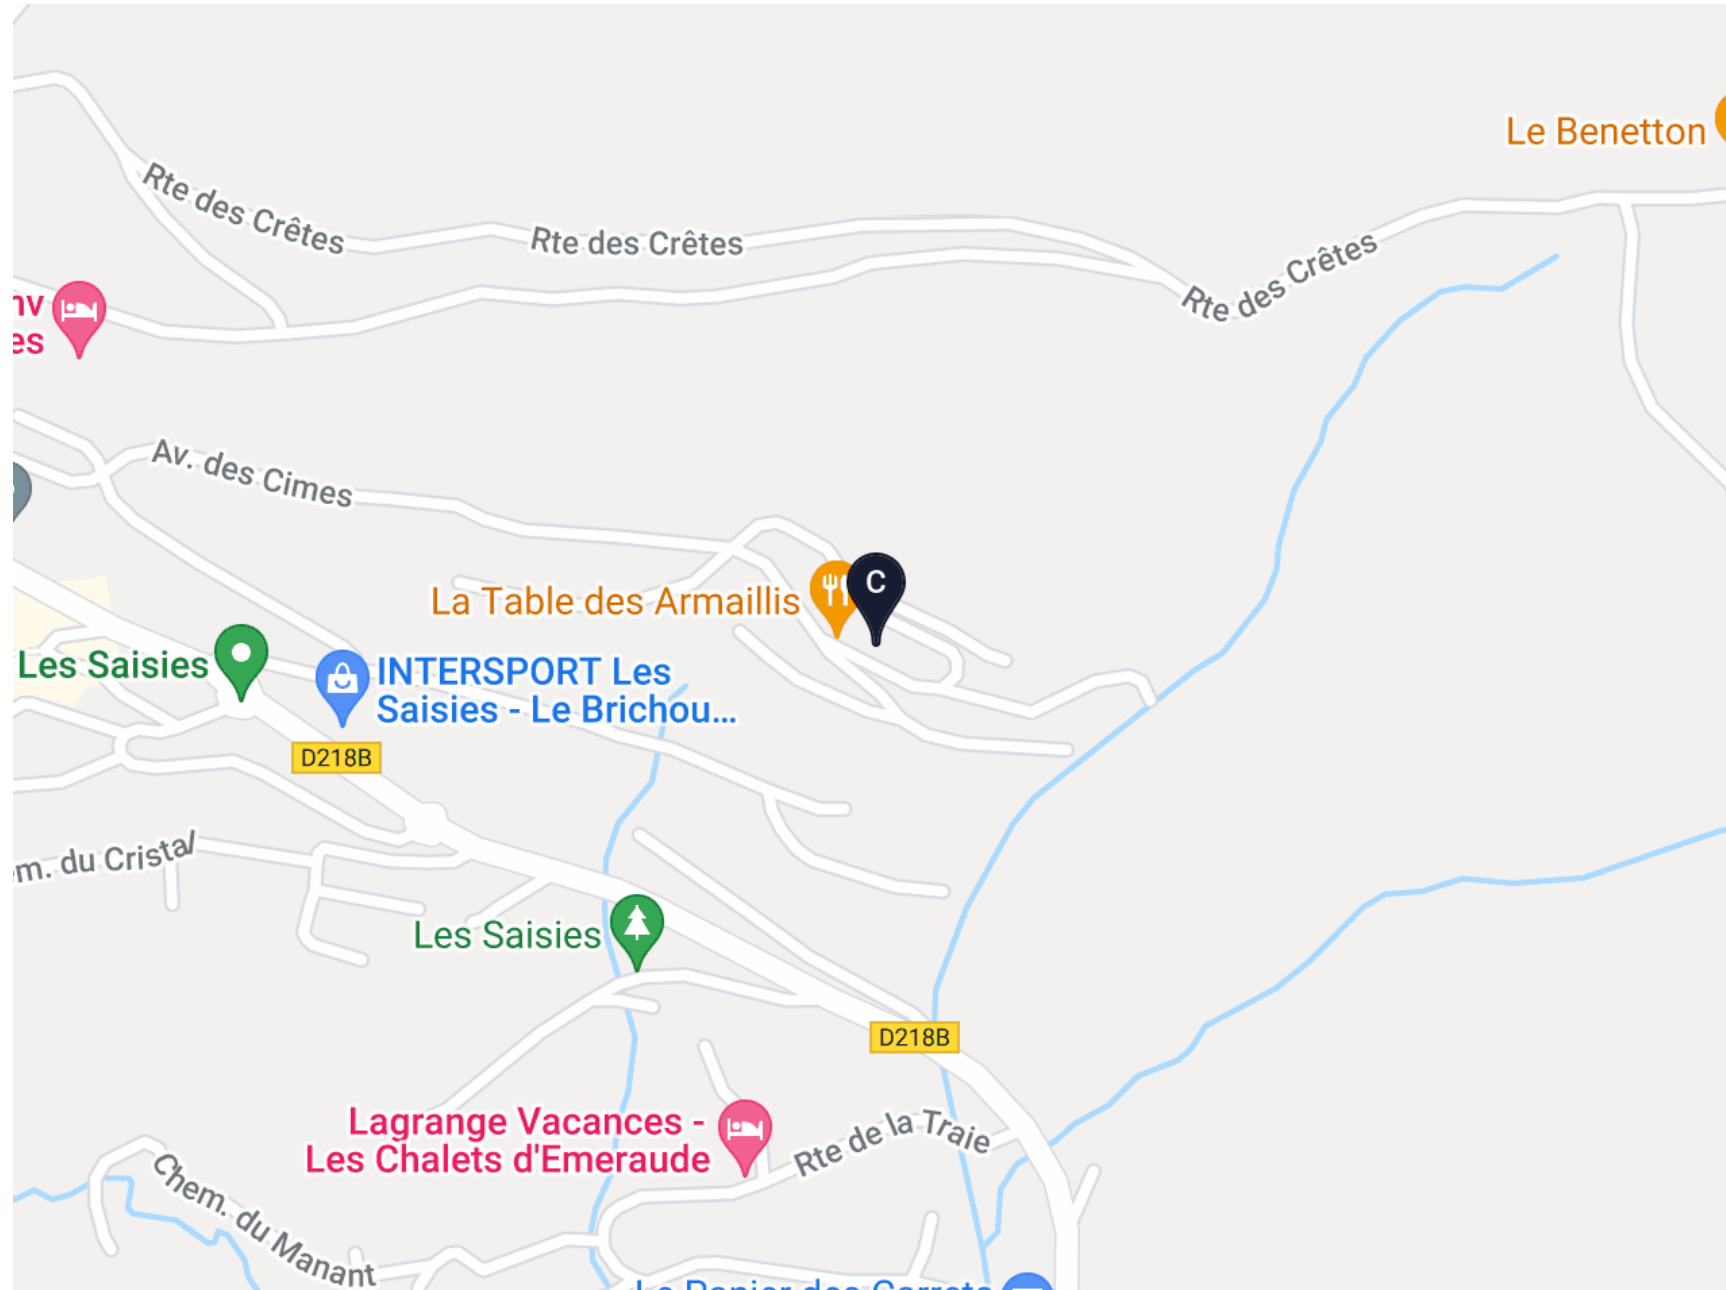 Le Benetton
Rte des Crêtes
Rte des Crêtes
Rte des Crêtes
nv
es
Av. des Cimes
C
La Table des Armaillis
Les Saisies
INTERSPORT Les
Saisies - Le Brichou...
D218B
m. du Cristal
Les Saisies
D218B
Lagrange Vacances -
Les Chalets d'Emeraude
Rte de la Traie
Chem. du Manant